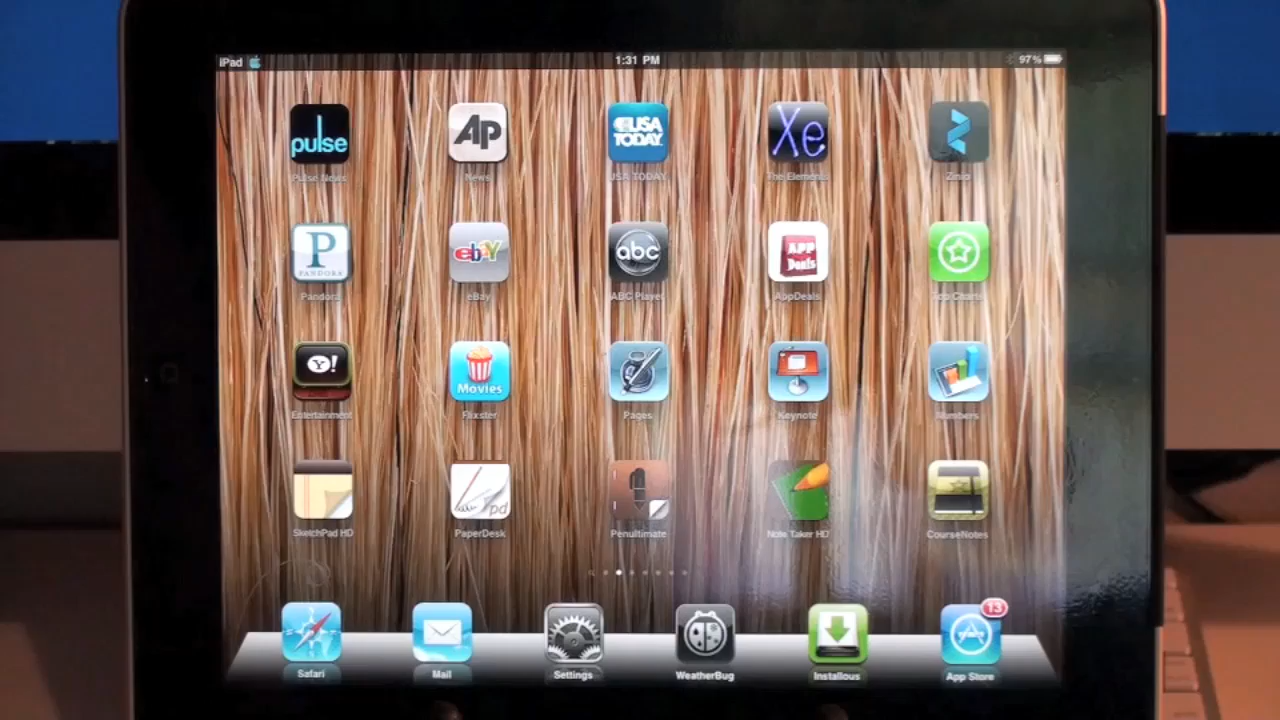 iPad 1:31 PM 97%
pulse AP USA TODAY Xe
Pulse News News USA TODAY The Elements Zinio
P PANDORA ebY abc APP Deals
Pandora eBay ABC Player AppDeals Top Charts
Y! Movies
Entertainment Flixster Pages Keynote Numbers
pd
SketchPad HD PaperDesk Penultimate Note Taker HD CourseNotes
13
Safari Mail Settings WeatherBug Installous App Store